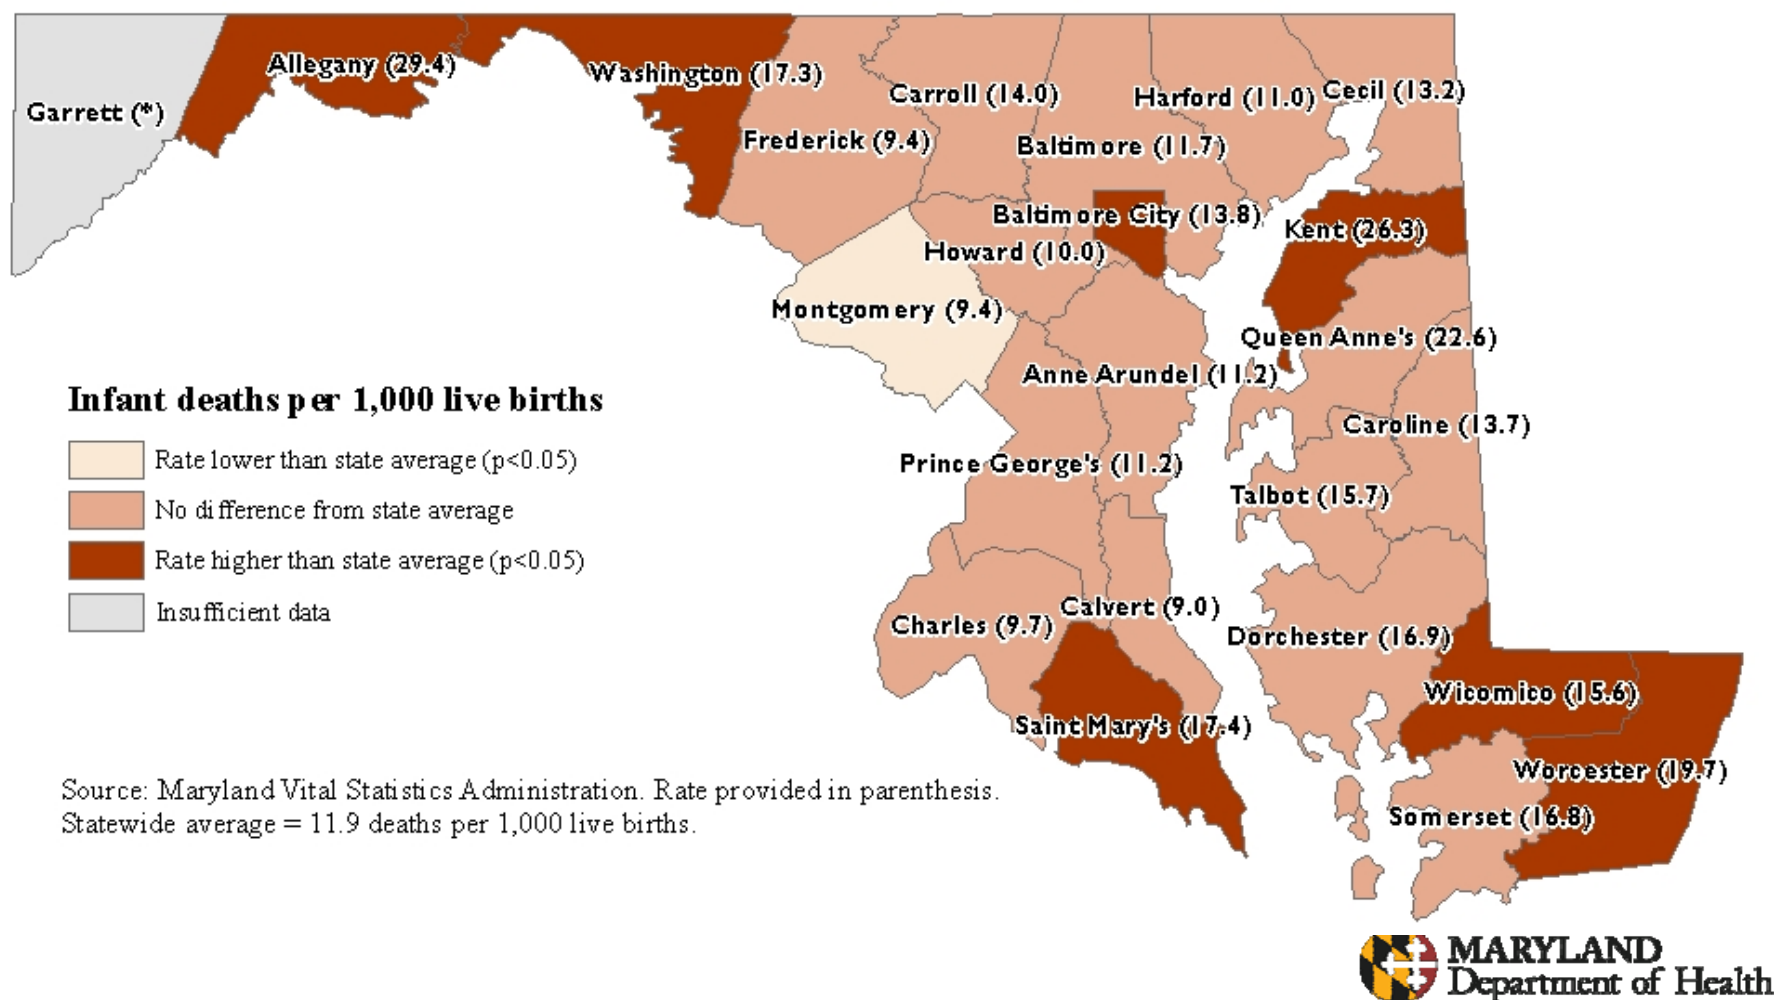 Garrett (*)
Allegany (29.4)
Washington (17.3)
Frederick (9.4)
Carroll (14.0)
Baltimore (11.7)
Harford (11.0)
Cecil (13.2)
Baltimore City (13.8)
Howard (10.0)
Kent (26.3)
Montgomery (9.4)
Queen Anne's (22.6)
Anne Arundel (11.2)
Caroline (13.7)
Prince George's (11.2)
Talbot (15.7)
Calvert (9.0)
Charles (9.7)
Dorchester (16.9)
Wicomico (15.6)
Saint Mary's (17.4)
Worcester (19.7)
Somerset (16.8)
Infant deaths per 1,000 live births
Rate lower than state average (p<0.05)
No difference from state average
Rate higher than state average (p<0.05)
Insufficient data
Source: Maryland Vital Statistics Administration. Rate provided in parenthesis.
Statewide average = 11.9 deaths per 1,000 live births.
MARYLAND
Department of Health